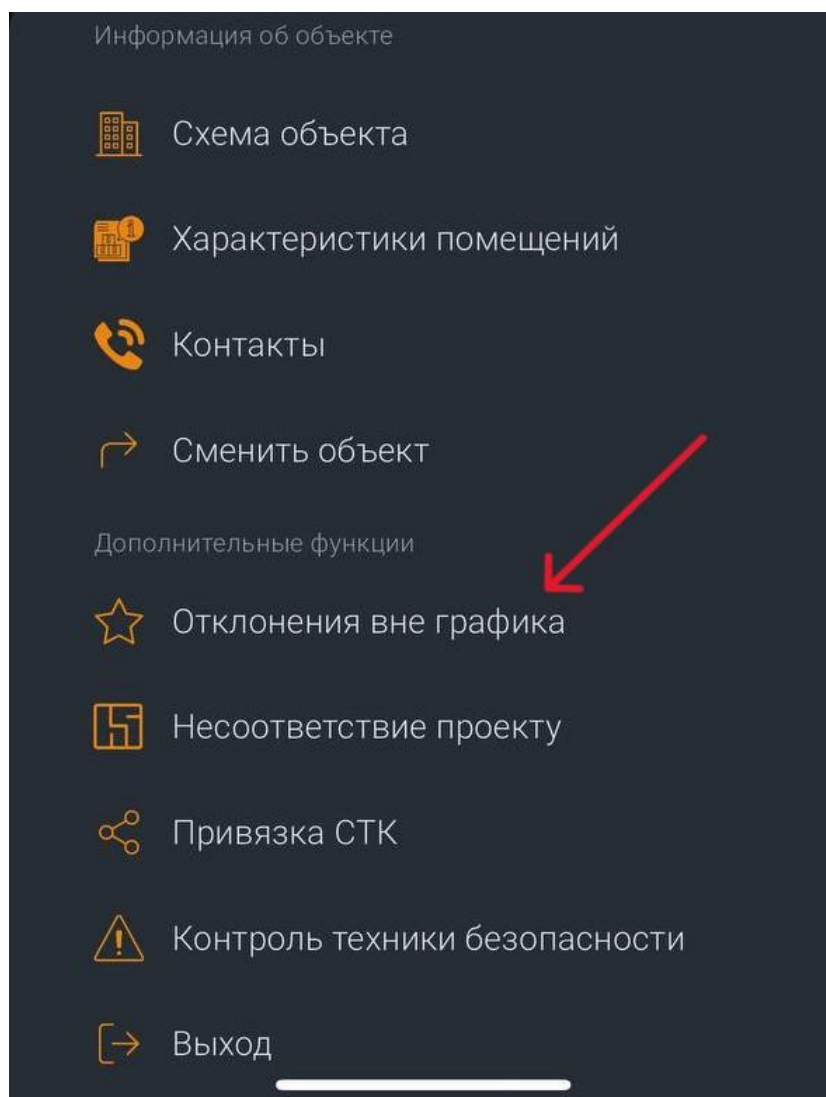 Информация об объекте
Схема объекта
Характеристики помещений
Контакты
Сменить объект
Дополнительные функции
Отклонения вне графика
Несоответствие проекту
Привязка СТК
Контроль техники безопасности
Выход